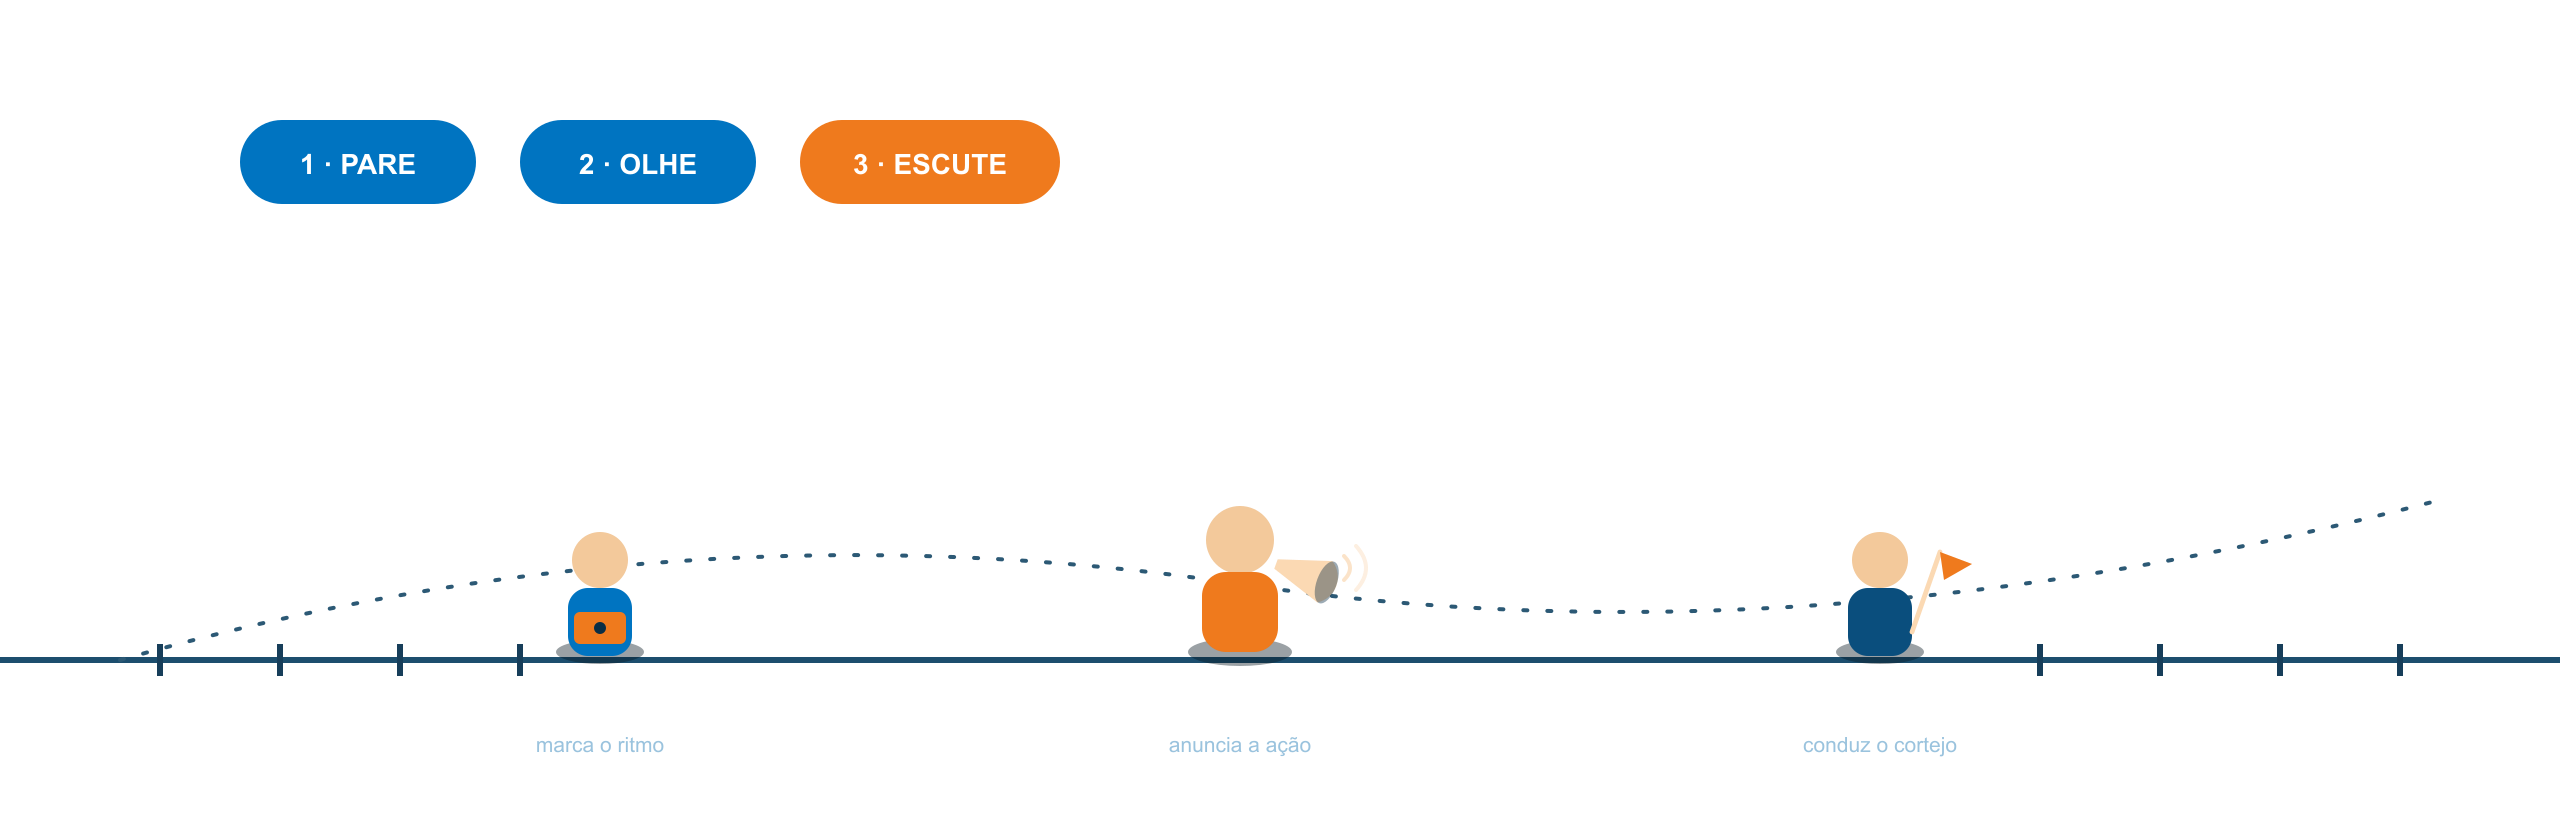 1 · PARE
2 · OLHE
3 · ESCUTE
marca o ritmo
anuncia a ação
conduz o cortejo